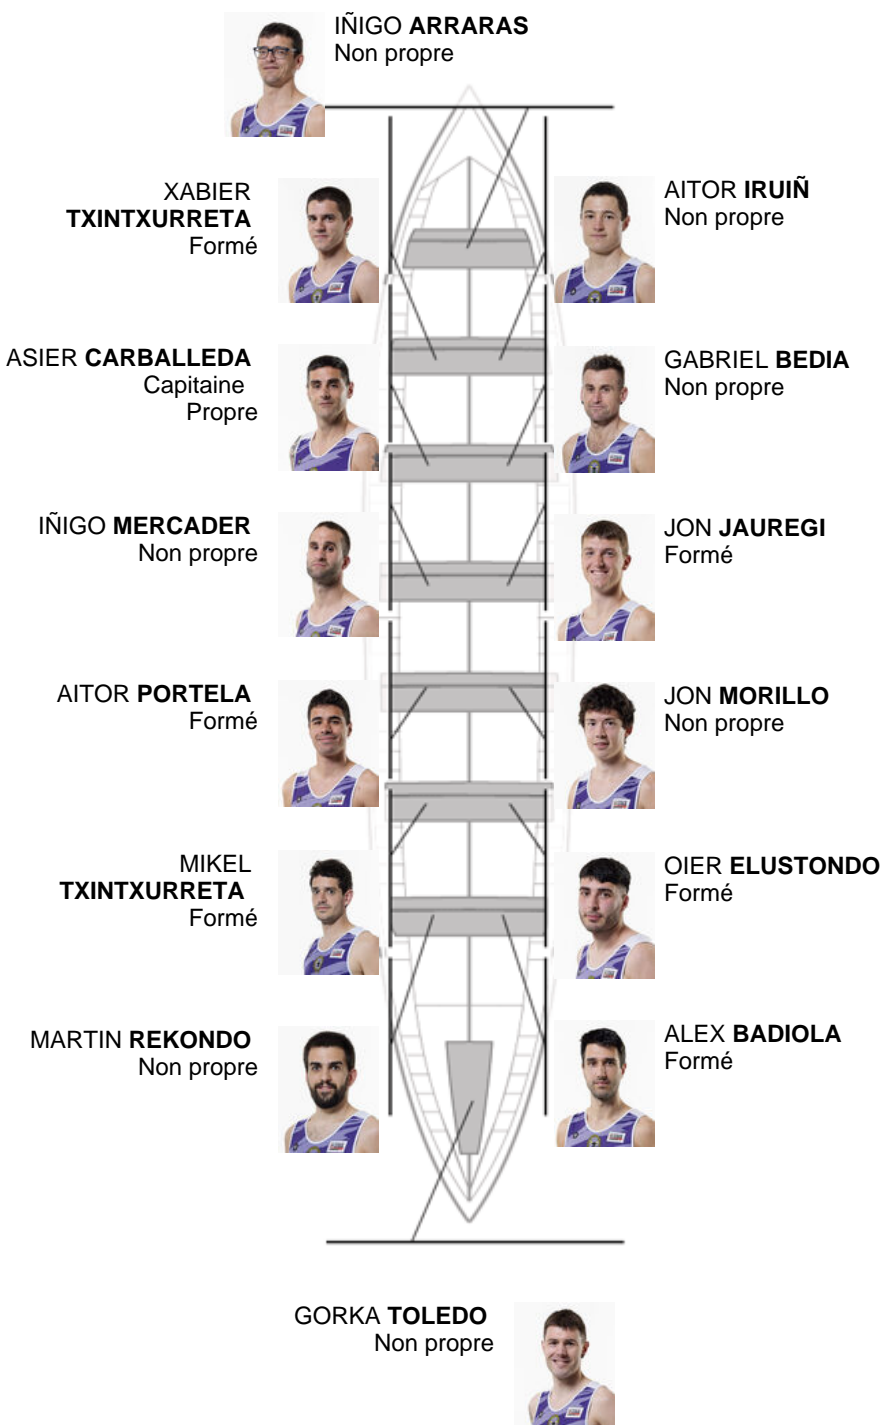 IÑIGO ARRARAS
Non propre
XABIER
TXINTXURRETA
Formé
AITOR IRUIÑ
Non propre
ASIER CARBALLEDA
Capitaine
Propre
GABRIEL BEDIA
Non propre
IÑIGO MERCADER
Non propre
JON JAUREGI
Formé
AITOR PORTELA
Formé
JON MORILLO
Non propre
MIKEL
TXINTXURRETA
Formé
OIER ELUSTONDO
Formé
MARTIN REKONDO
Non propre
ALEX BADIOLA
Formé
GORKA TOLEDO
Non propre